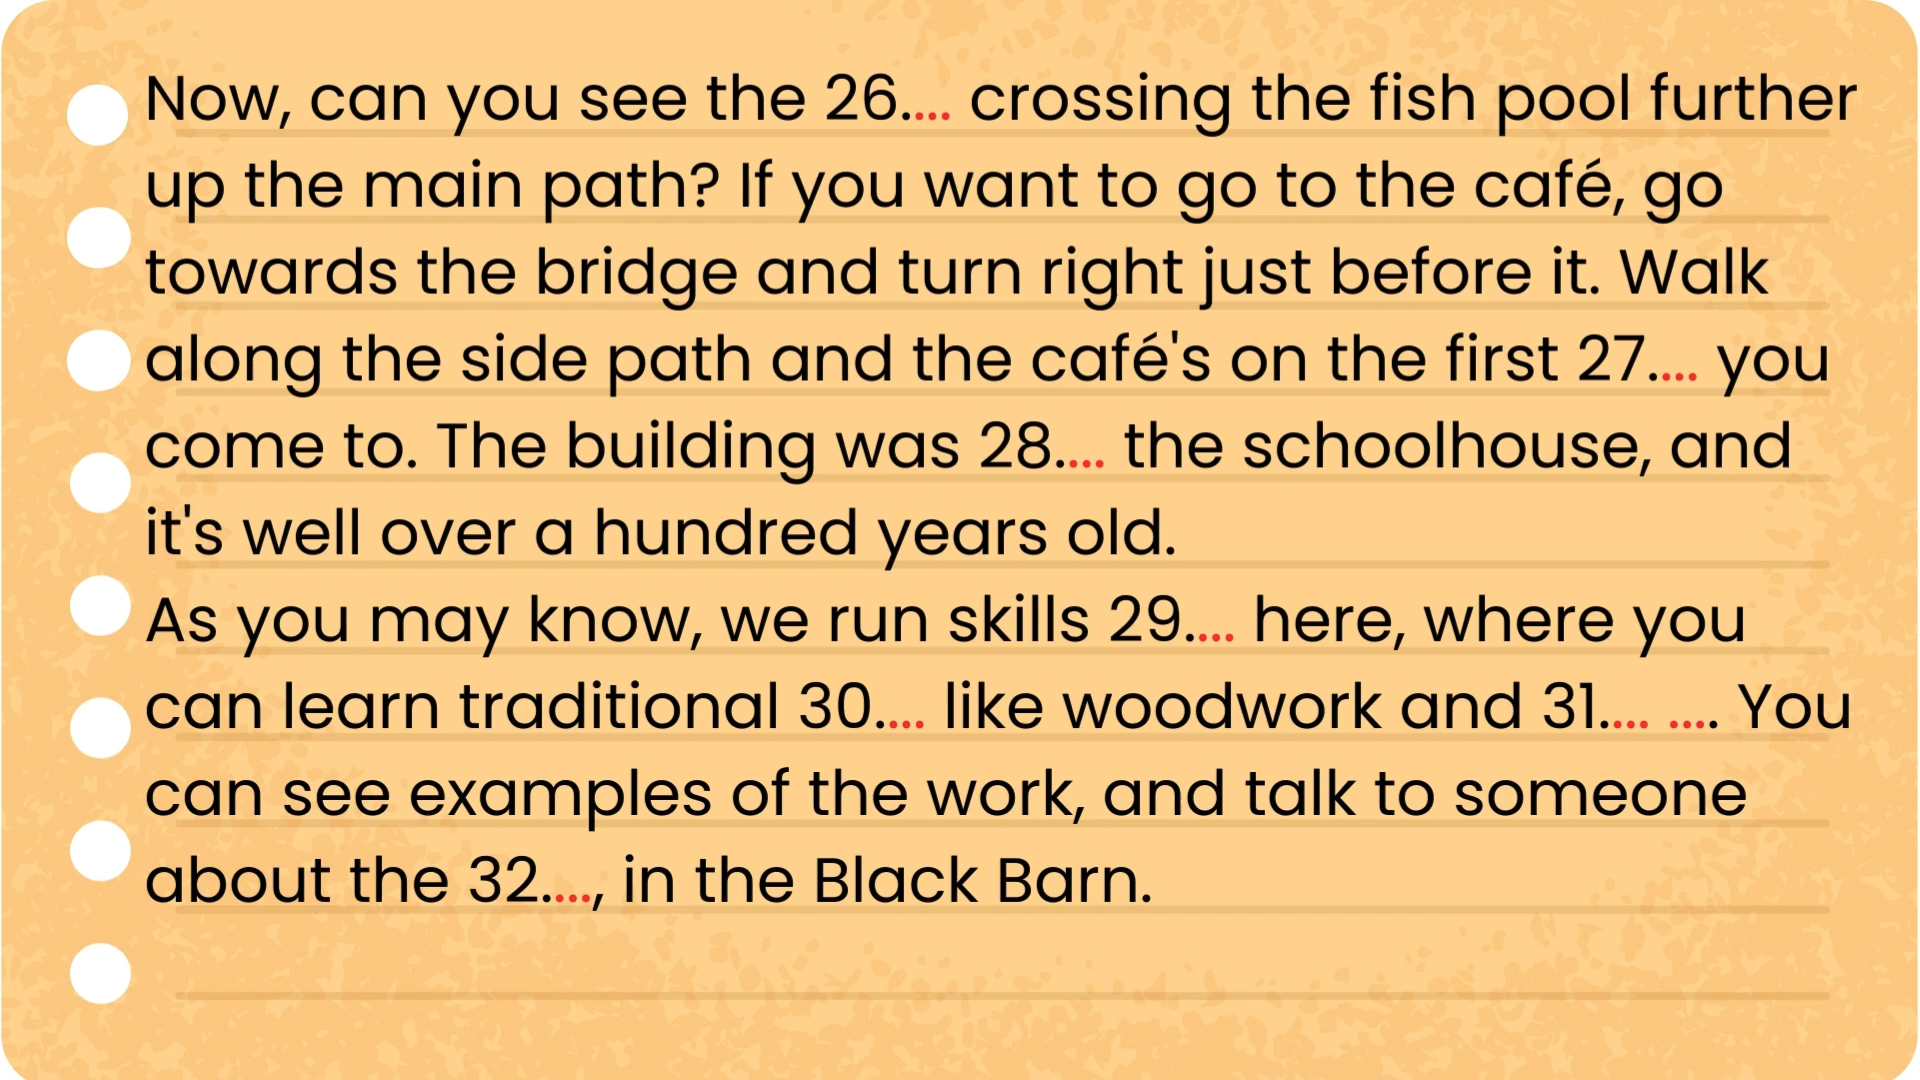 Now, can you see the 26.... crossing the fish pool further
up the main path? If you want to go to the café, go
towards the bridge and turn right just before it. Walk
along the side path and the café's on the first 27.... you
come to. The building was 28.... the schoolhouse, and
it's well over a hundred years old.
As you may know, we run skills 29.... here, where you
can learn traditional 30.... like woodwork and 31.... ..... You
can see examples of the work, and talk to someone
about the 32...., in the Black Barn.